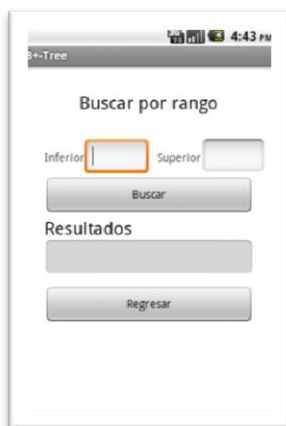 4:43 PM
B+-Tree
Buscar por rango
Inferior Superior
Buscar
Resultados
Regresar